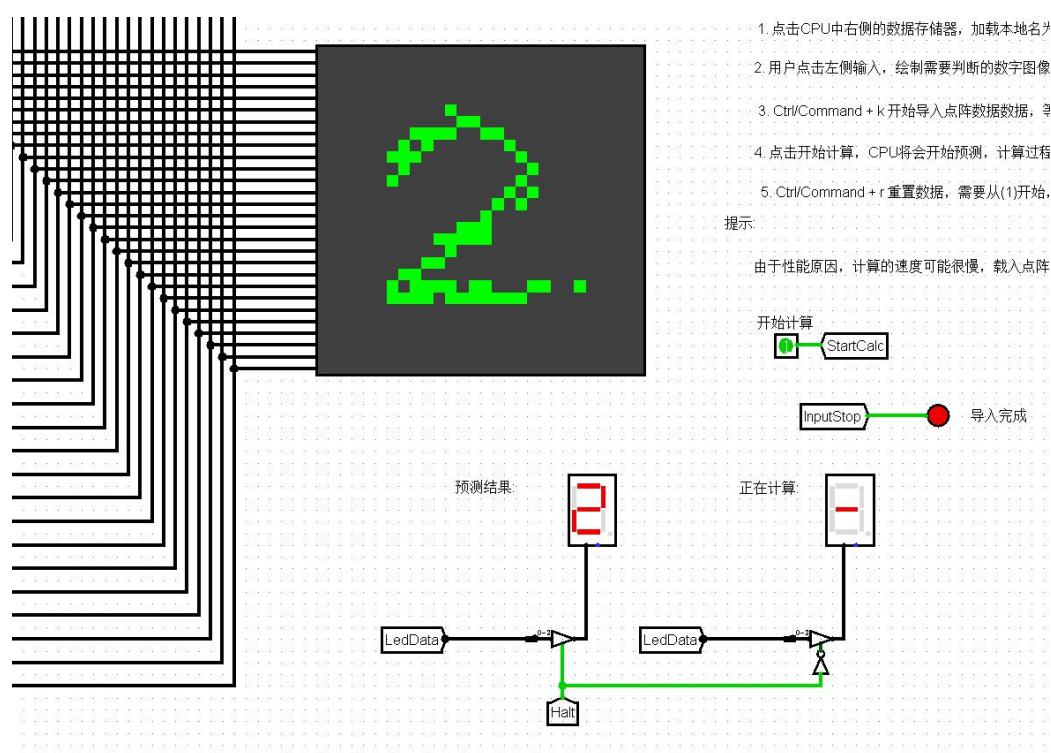 1. 点击CPU中右侧的数据存储器，加载本地名为
2. 用户点击左侧输入，绘制需要判断的数字图像
3. Ctrl/Command + k 开始导入点阵数据数据，等
4. 点击开始计算，CPU将会开始预测，计算过程
5. Ctrl/Command + r 重置数据，需要从(1)开始，
提示:
由于性能原因，计算的速度可能很慢，载入点阵
开始计算
1
StartCalc
InputStop
导入完成
预测结果:
2
正在计算:
-
LedData
0-2
LedData
0-2
Halt